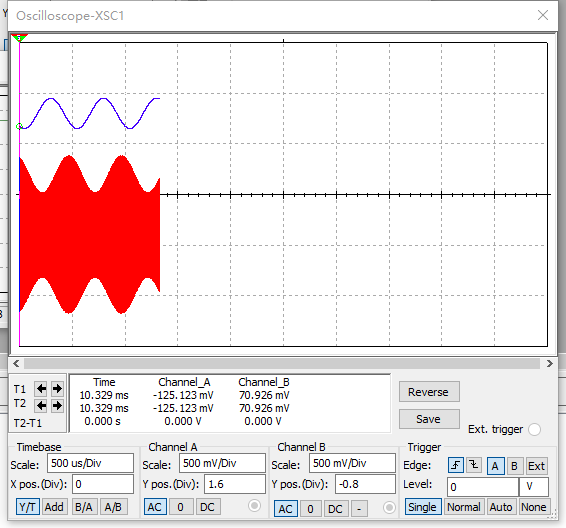 Oscilloscope-XSC1
Time Channel_A Channel_B
T1 10.329 ms -125.123 mV 70.926 mV
T2 10.329 ms -125.123 mV 70.926 mV
T2-T1 0.000 s 0.000 V 0.000 V
Reverse
Save
Ext. trigger
Timebase Channel A Channel B Trigger
Scale: 500 us/Div Scale: 500 mV/Div Scale: 500 mV/Div Edge: A B Ext
X pos.(Div): 0 Y pos.(Div): 1.6 Y pos.(Div): -0.8 Level: 0 V
Y/T Add B/A A/B AC 0 DC AC 0 DC - Single Normal Auto None